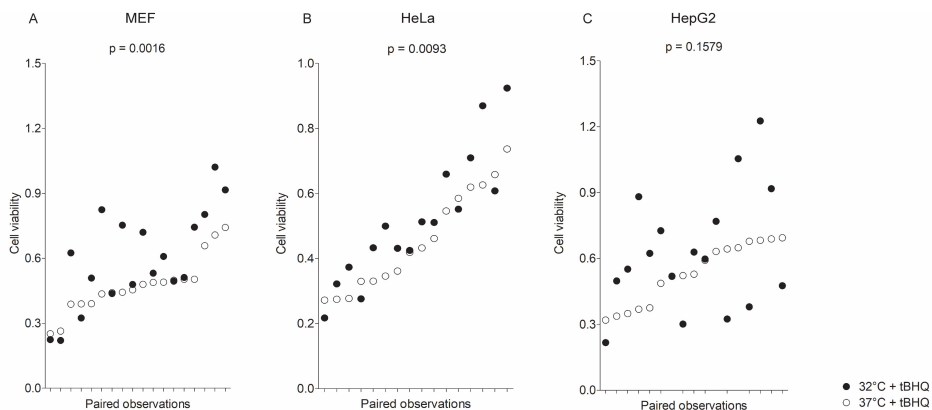 A
MEF
p = 0.0016
1.5
1.2
0.9
0.6
0.3
0.0
Cell viability
Paired observations
B
HeLa
p = 0.0093
1.0
0.8
0.6
0.4
0.2
0.0
Cell viability
Paired observations
C
HepG2
p = 0.1579
1.5
1.2
0.9
0.6
0.3
0.0
Cell viability
Paired observations
32°C + tBHQ
37°C + tBHQ